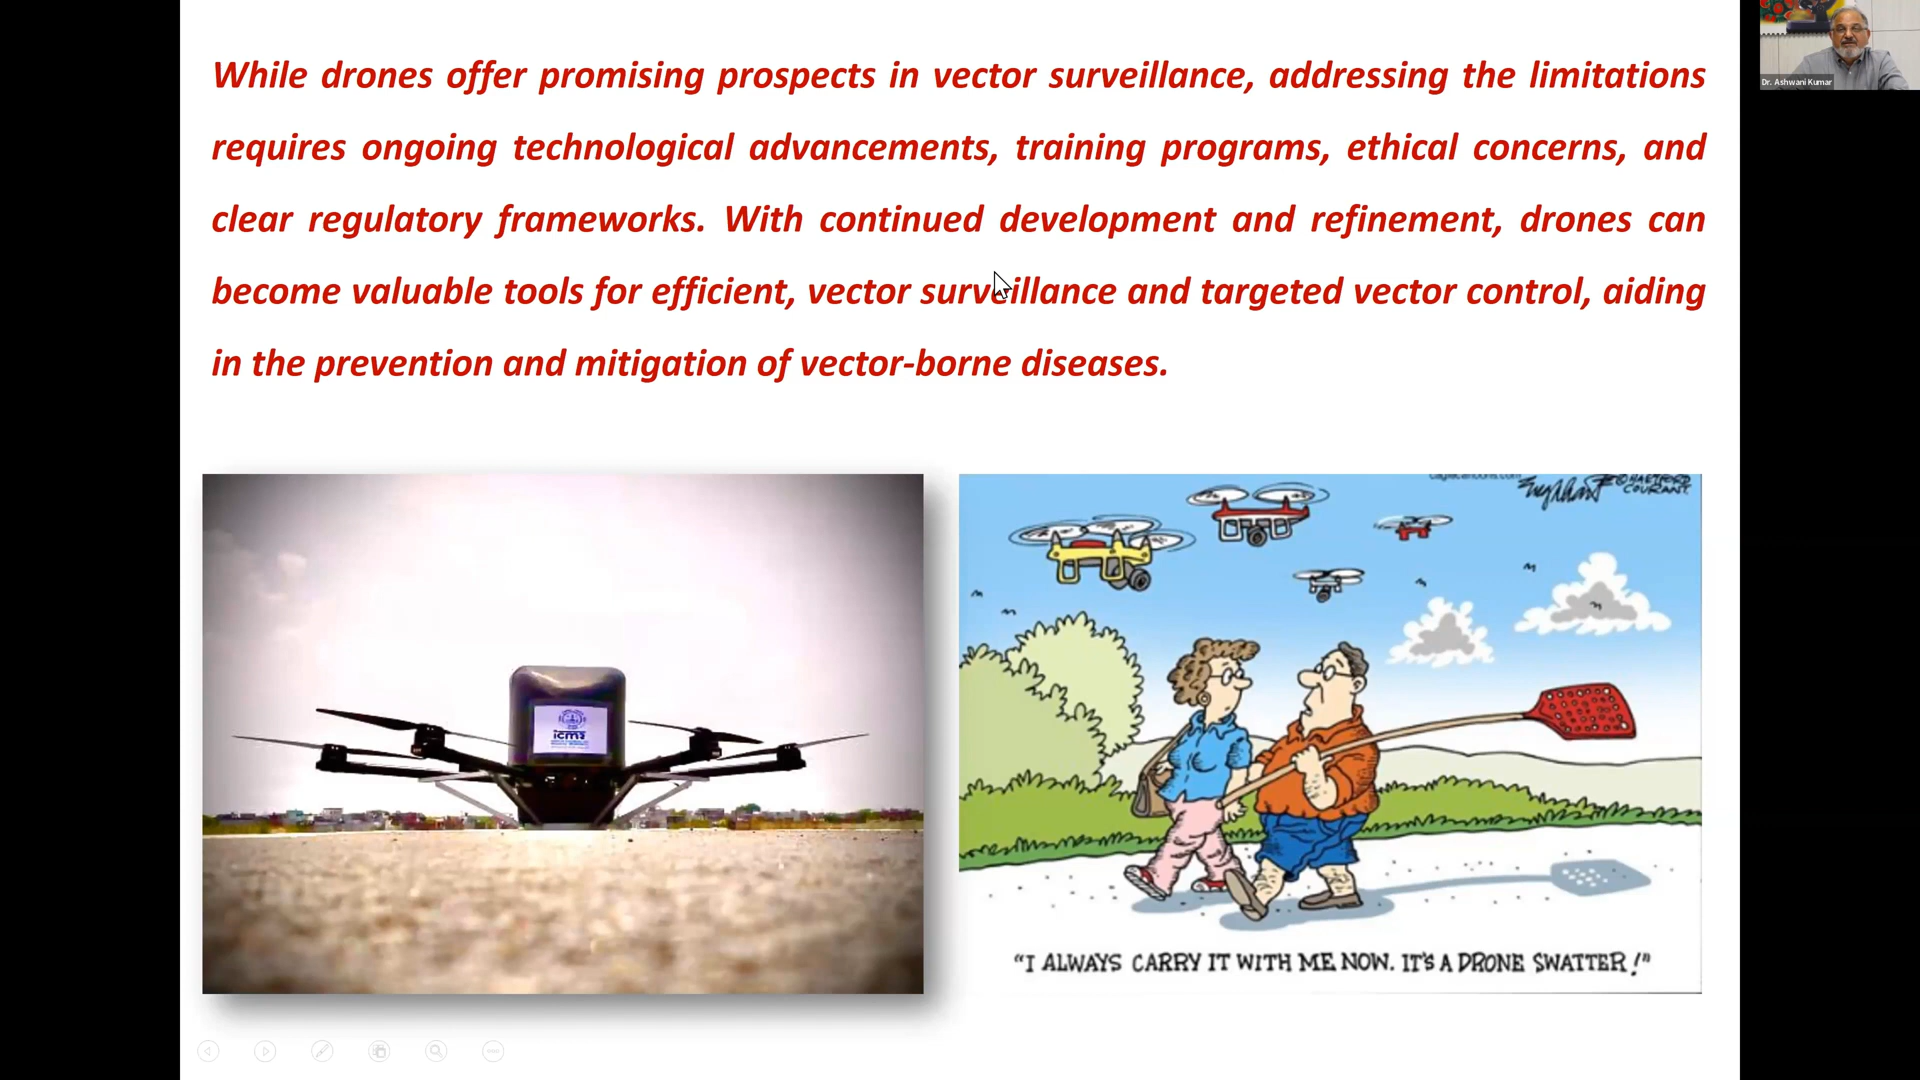 While drones offer promising prospects in vector surveillance, addressing the limitations
requires ongoing technological advancements, training programs, ethical concerns, and
clear regulatory frameworks. With continued development and refinement, drones can
become valuable tools for efficient, vector surveillance and targeted vector control, aiding
in the prevention and mitigation of vector-borne diseases.
Dr. Ashwani Kumar
© HARTFORD
COURANT.
icmr
"I ALWAYS CARRY IT WITH ME NOW. IT'S A DRONE SWATTER!"